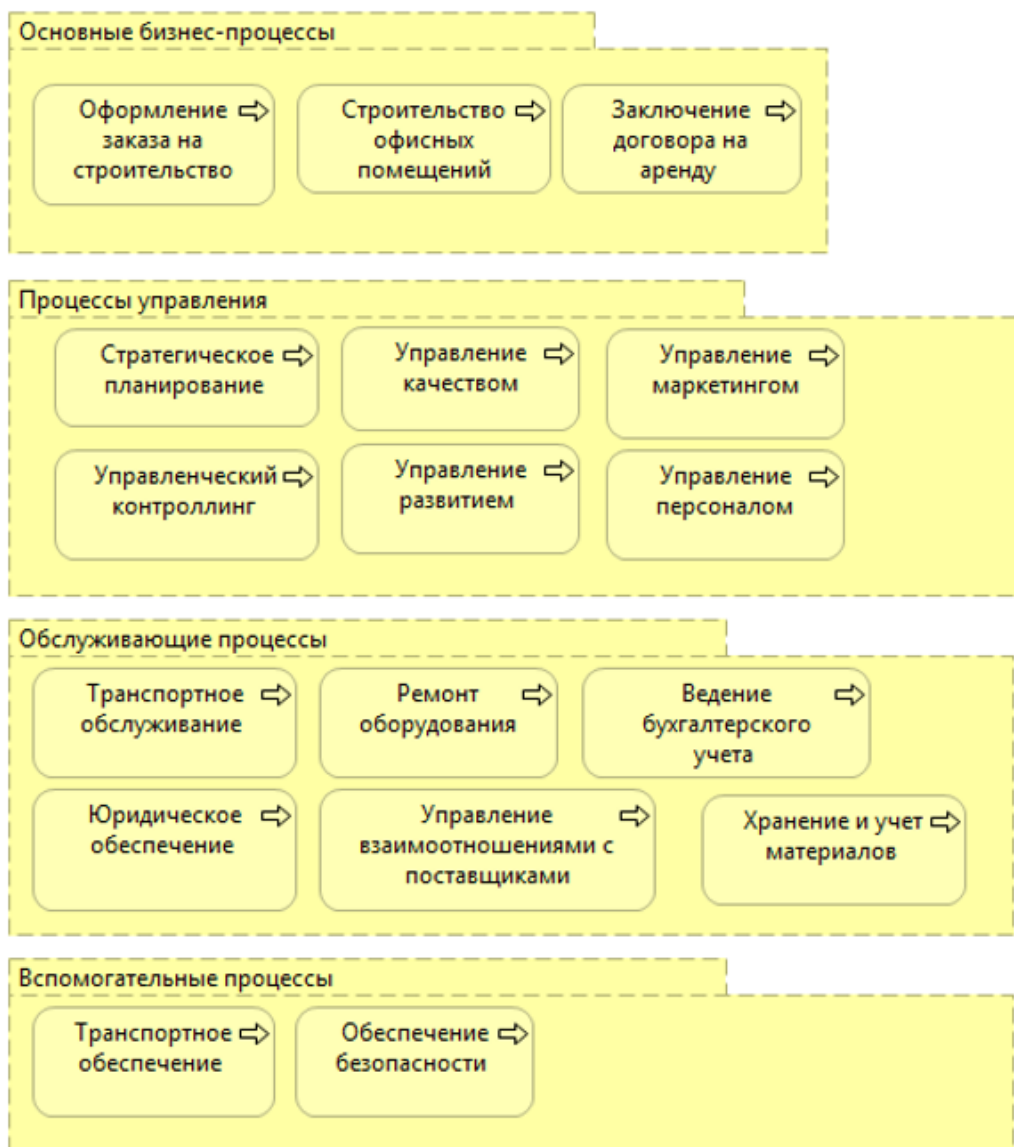 Основные бизнес-процессы
Оформление
заказа на
строительство
Строительство
офисных
помещений
Заключение
договора на
аренду
Процессы управления
Стратегическое
планирование
Управление
качеством
Управление
маркетингом
Управленческий
контроллинг
Управление
развитием
Управление
персоналом
Обслуживающие процессы
Транспортное
обслуживание
Ремонт
оборудования
Ведение
бухгалтерского
учета
Юридическое
обеспечение
Управление
взаимоотношениями с
поставщиками
Хранение и учет
материалов
Вспомогательные процессы
Транспортное
обеспечение
Обеспечение
безопасности